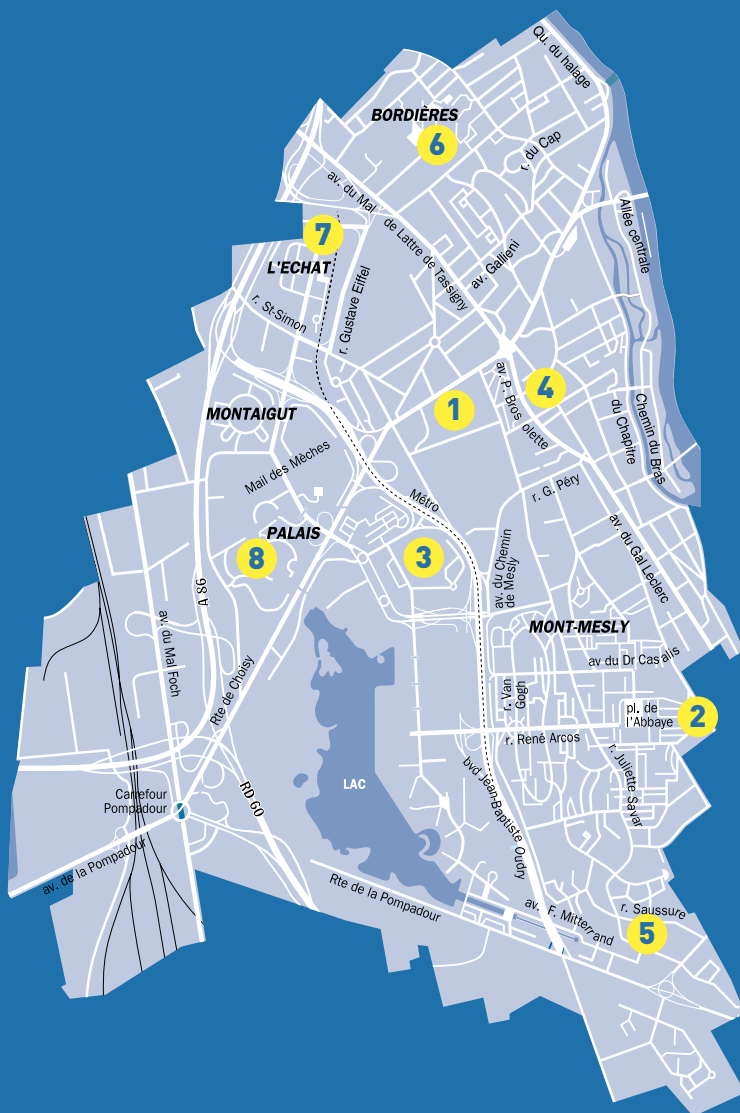 Qu. du halage
BORDIÈRES
6
r. du Cap
av. du Mal de Lattre de Tassigny
Allée centrale
7
L'ECHAT
av. Gallieni
r. Gustave Eiffel
r. St-Simon
av. P. Bros olette
4
1
MONTAIGUT
du Chapitre
Chemin du Bras
Mail des Mèches
r. G. Péry
Métro
PALAIS
8
3
av. du Chemin
de Mesly
av. du Gal Leclerc
A 86
av. du Mal Foch
MONT-MESLY
av du Dr Casalis
Rte de Choisy
r. Van
Gogh
pl. de
l'Abbaye
2
r. René Arcos
r. Juliette Savar
LAC
bvd Jean-Baptiste Oudry
Carrefour
Pompadour
RD 60
av. de la Pompadour
Rte de la Pompadour
av. F. Mitterrand
r. Saussure
5